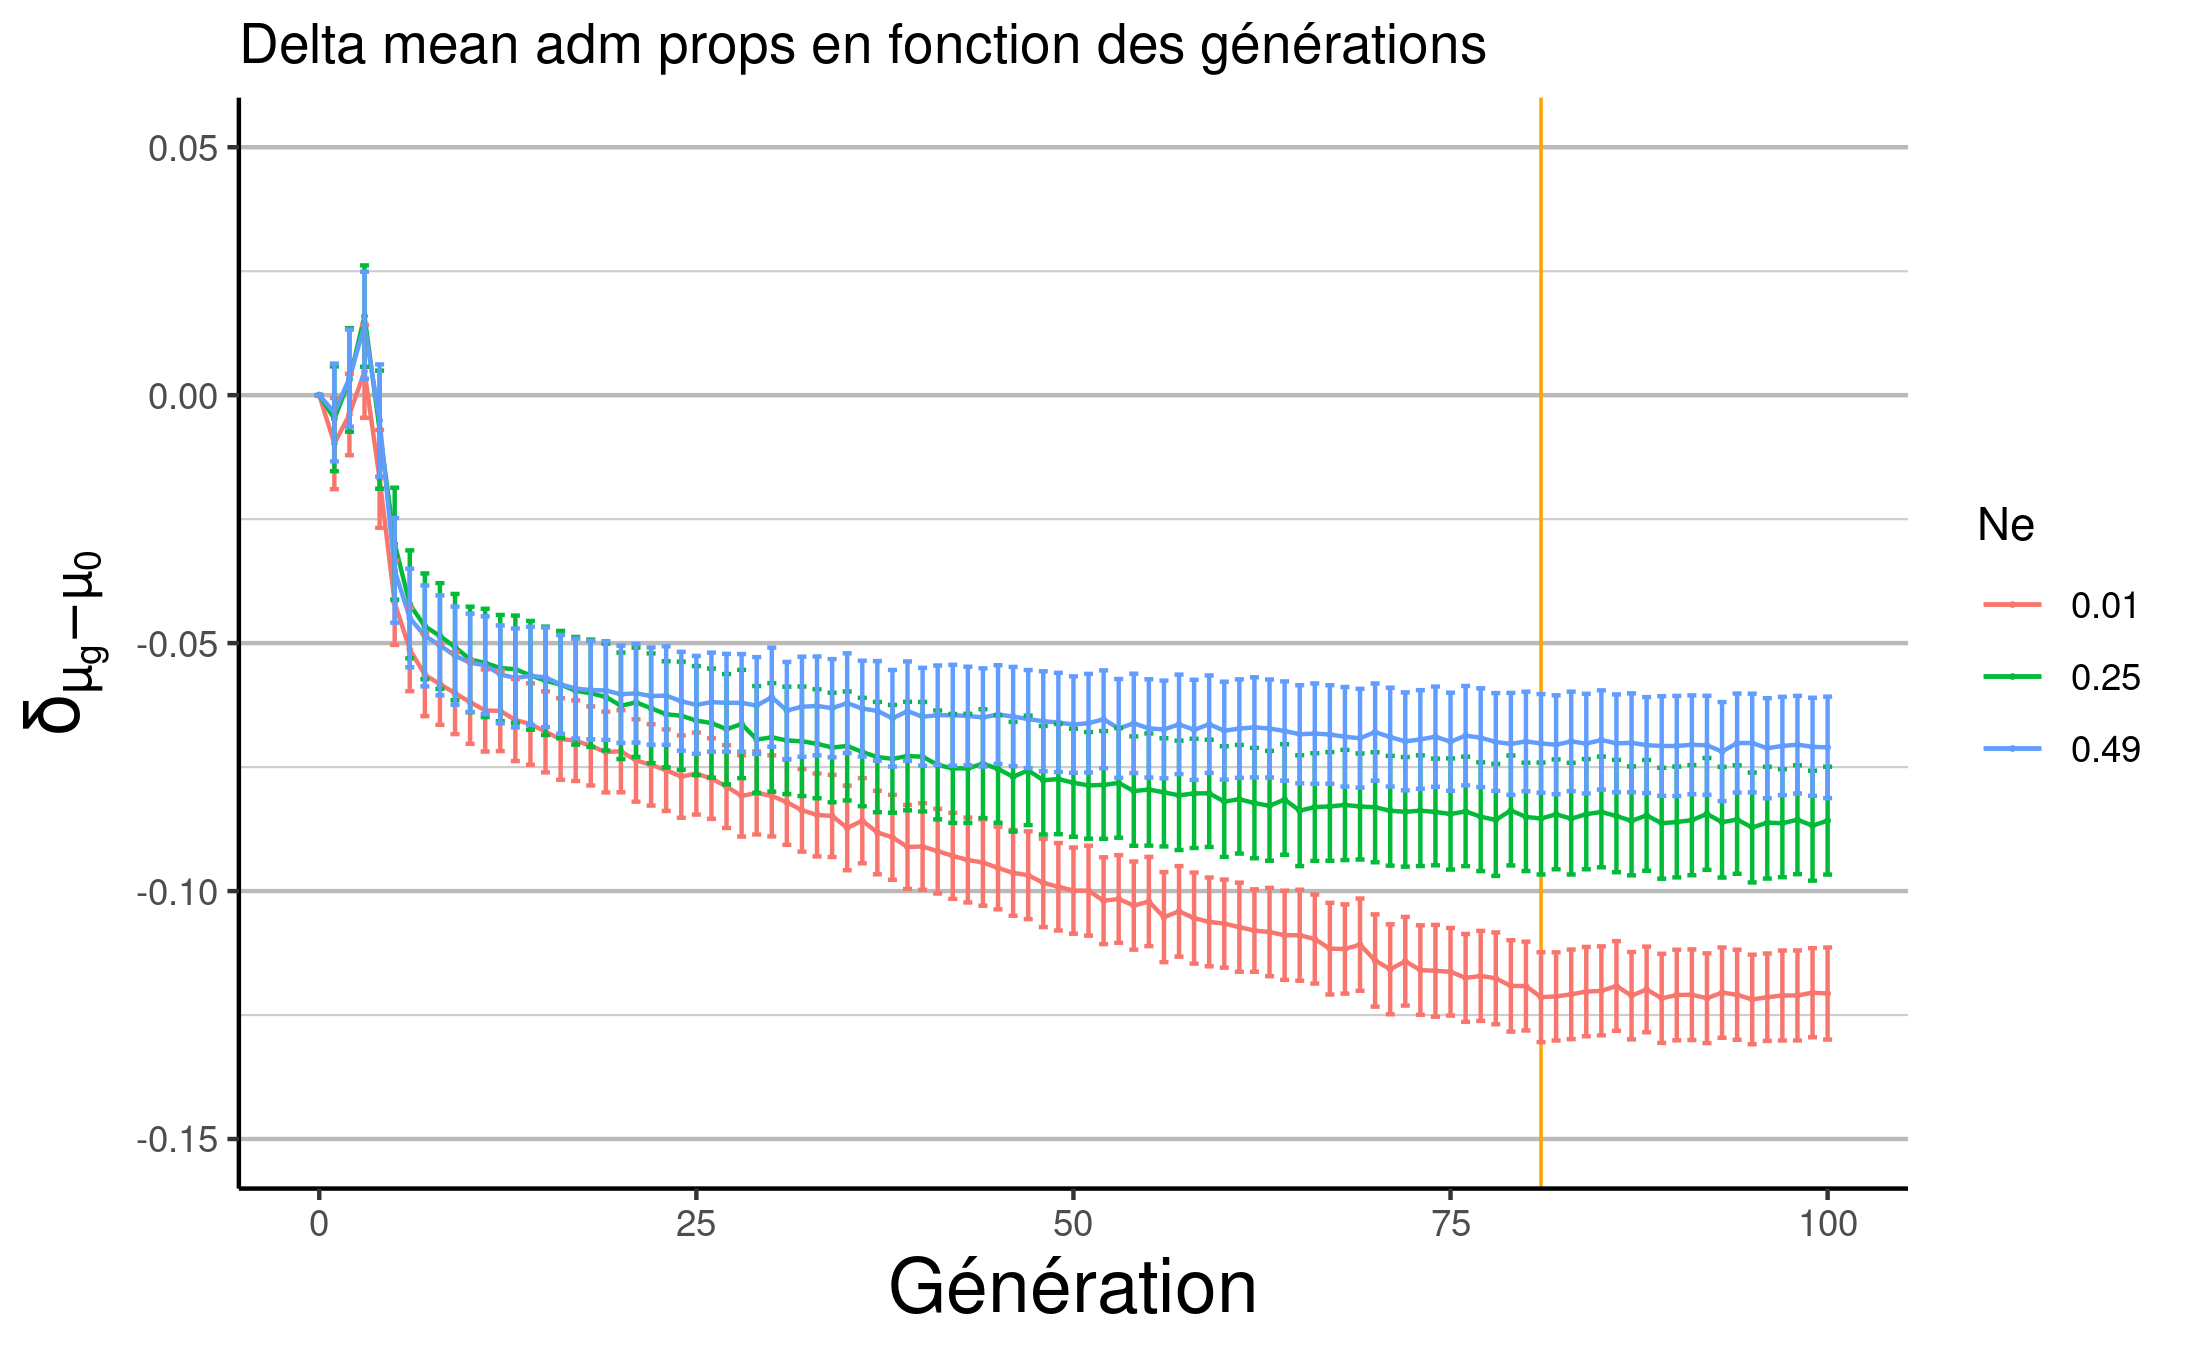 Delta mean adm props en fonction des générations
δμg−μ0
0.05
0.00
-0.05
-0.10
-0.15
0 25 50 75 100
Génération
Ne
0.01
0.25
0.49